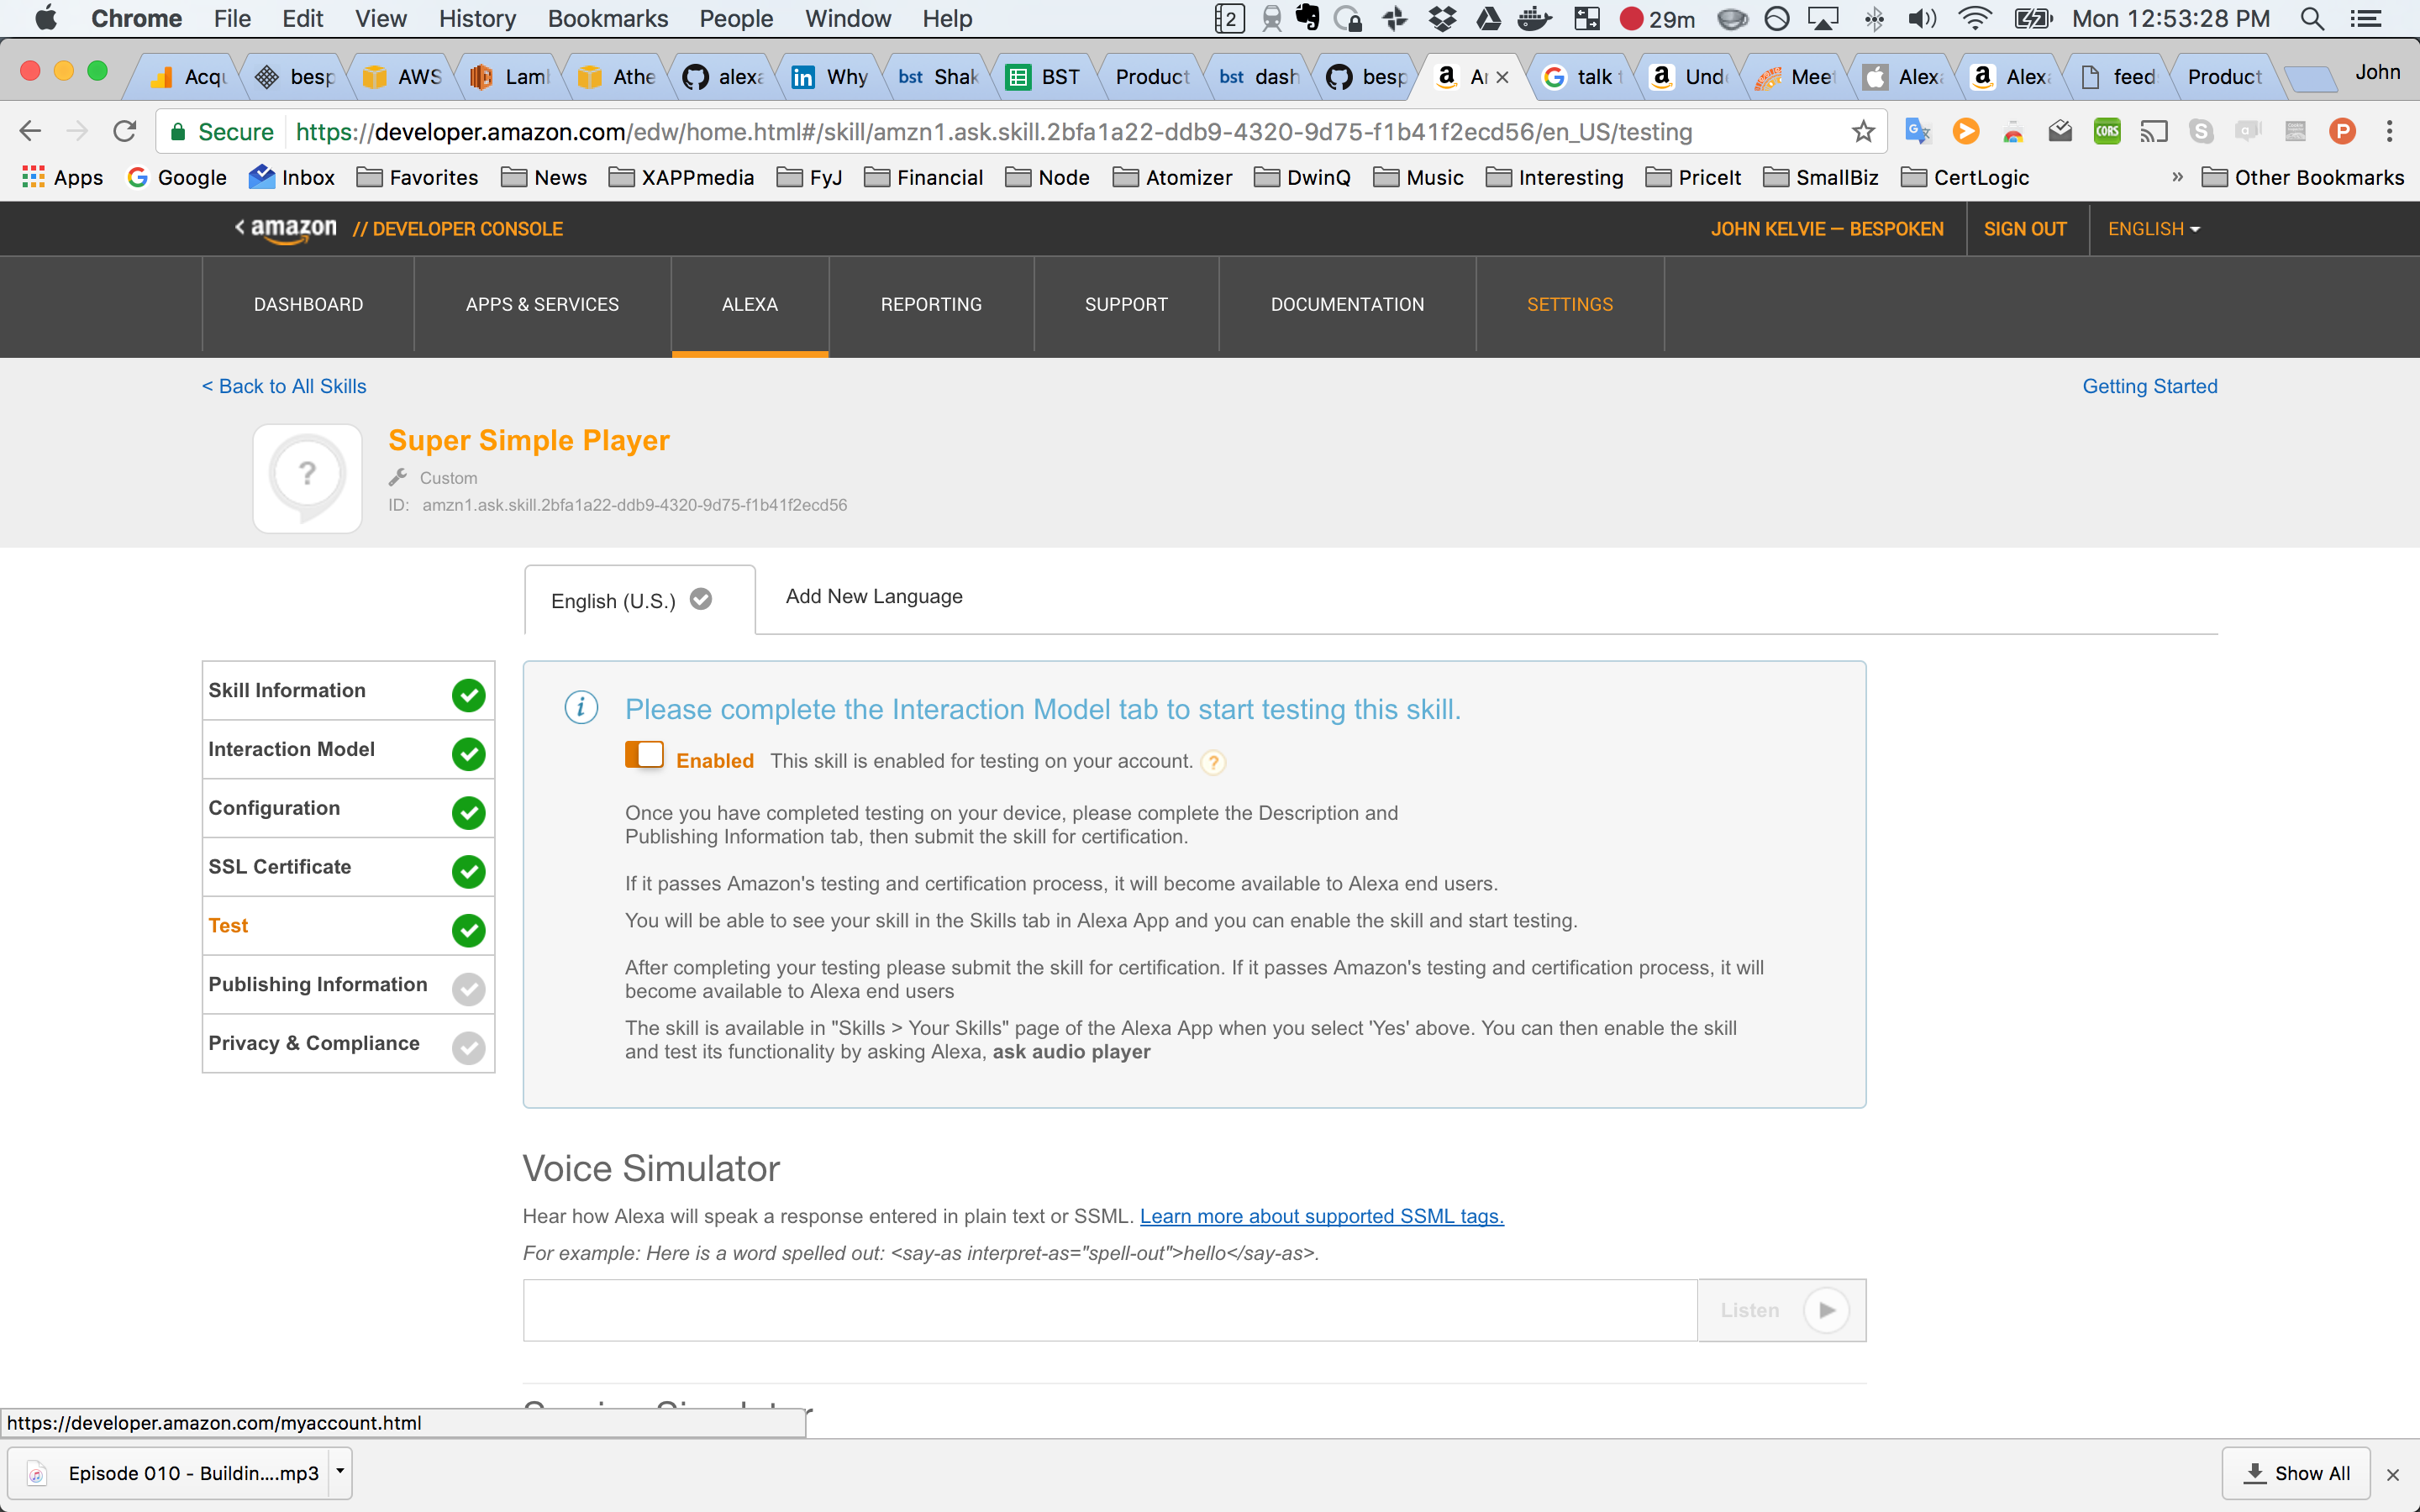 Chrome File Edit View History Bookmarks People Window Help 2 29m Mon 12:53:28 PM
Acqu besp AWS Lamb Athe alexa in Why bst Shak BST Product bst dash besp a talk a Und Meet Alexa a Alexa feed Product John
Secure https://developer.amazon.com/edw/home.html#/skill/amzn1.ask.skill.2bfa1a22-ddb9-4320-9d75-f1b41f2ecd56/en_US/testing CORS
Apps Google Inbox Favorites News XAPPmedia FyJ Financial Node Atomizer DwinQ Music Interesting PriceIt SmallBiz CertLogic » Other Bookmarks
< amazon // DEVELOPER CONSOLE JOHN KELVIE — BESPOKEN SIGN OUT ENGLISH
DASHBOARD APPS & SERVICES ALEXA REPORTING SUPPORT DOCUMENTATION SETTINGS
< Back to All Skills Getting Started
Super Simple Player
Custom
ID: amzn1.ask.skill.2bfa1a22-ddb9-4320-9d75-f1b41f2ecd56
English (U.S.) Add New Language
Skill Information
Interaction Model
Configuration
SSL Certificate
Test
Publishing Information
Privacy & Compliance
Please complete the Interaction Model tab to start testing this skill.
Enabled This skill is enabled for testing on your account. ?
Once you have completed testing on your device, please complete the Description and
Publishing Information tab, then submit the skill for certification.
If it passes Amazon's testing and certification process, it will become available to Alexa end users.
You will be able to see your skill in the Skills tab in Alexa App and you can enable the skill and start testing.
After completing your testing please submit the skill for certification. If it passes Amazon's testing and certification process, it will
become available to Alexa end users
The skill is available in "Skills > Your Skills" page of the Alexa App when you select 'Yes' above. You can then enable the skill
and test its functionality by asking Alexa, ask audio player
Voice Simulator
Hear how Alexa will speak a response entered in plain text or SSML. Learn more about supported SSML tags.
For example: Here is a word spelled out: <say-as interpret-as="spell-out">hello</say-as>.
Listen
https://developer.amazon.com/myaccount.html
Episode 010 - Buildin....mp3 Show All